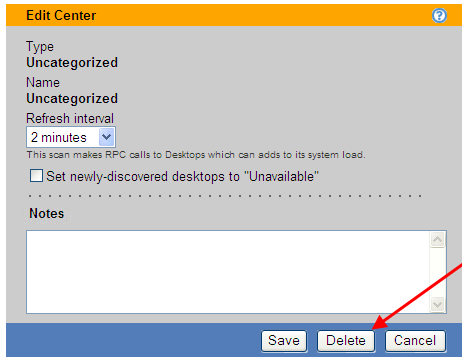 Edit Center
?
Type
Uncategorized
Name
Uncategorized
Refresh interval
2 minutes
This scan makes RPC calls to Desktops which can adds to its system load.
Set newly-discovered desktops to "Unavailable"
Notes
Save Delete Cancel